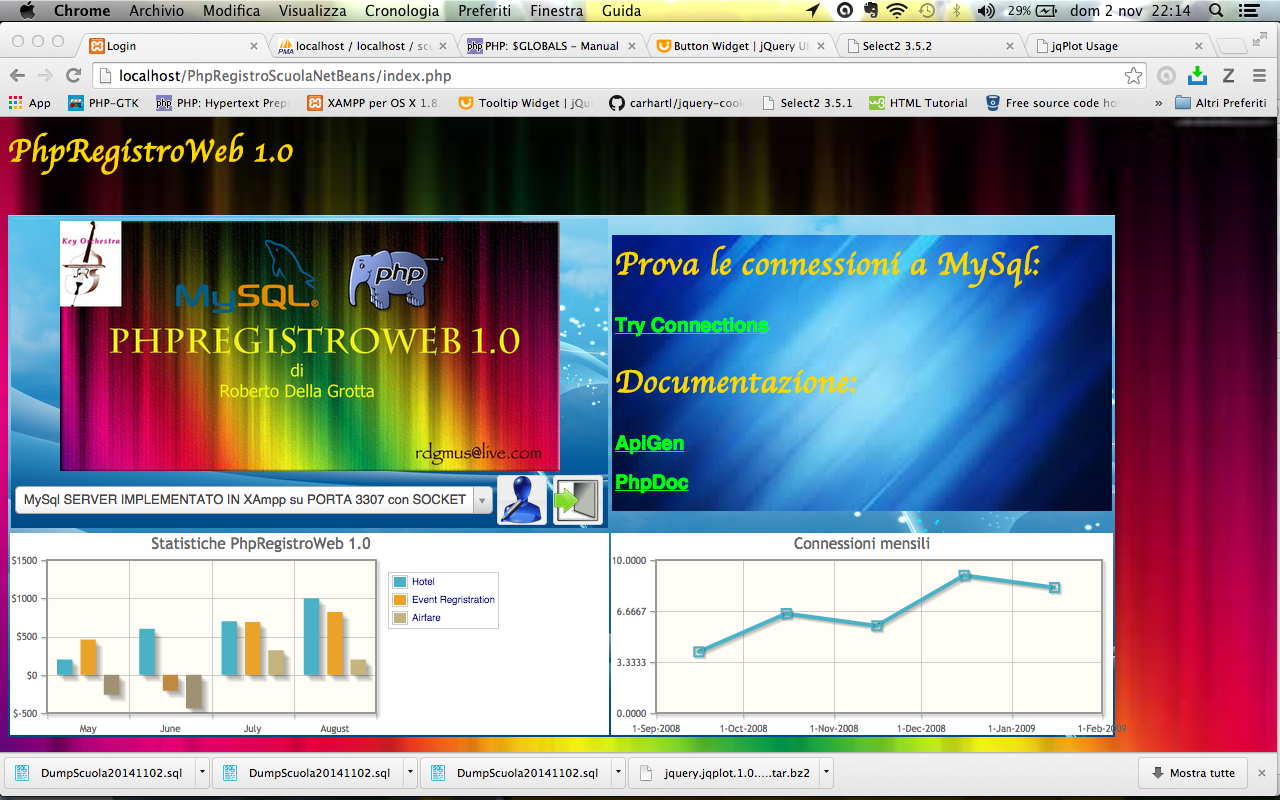 Chrome Archivio Modifica Visualizza Cronologia Preferiti Finestra Guida 29% dom 2 nov 22:14
Login localhost / localhost / PHP: $GLOBALS - Manual Button Widget | jQuery UI Select2 3.5.2 jqPlot Usage
localhost/PhpRegistroScuolaNetBeans/index.php
App PHP-GTK PHP: Hypertext Prep XAMPP per OS X 1.8. Tooltip Widget | jQu carhartl/jquery-cook Select2 3.5.1 HTML Tutorial Free source code ho » Altri Preferiti
PhpRegistroWeb 1.0
Key Orchestra
MySQL®
php
PHPREGISTROWEB 1.0
di
Roberto Della Grotta
rdgmus@live.com
MySql SERVER IMPLEMENTATO IN XAmpp su PORTA 3307 con SOCKET
Prova le connessioni a MySql:
Try Connections
Documentazione:
ApiGen
PhpDoc
Statistiche PhpRegistroWeb 1.0
$1500
$1000
$500
$0
$-500
May June July August
Hotel
Event Regristration
Airfare
Connessioni mensili
10.0000
6.6667
3.3333
0.0000
1-Sep-2008 1-Oct-2008 1-Nov-2008 1-Dec-2008 1-Jan-2009 1-Feb-2009
DumpScuola20141102.sql DumpScuola20141102.sql DumpScuola20141102.sql jquery.jqplot.1.0.....tar.bz2 Mostra tutte